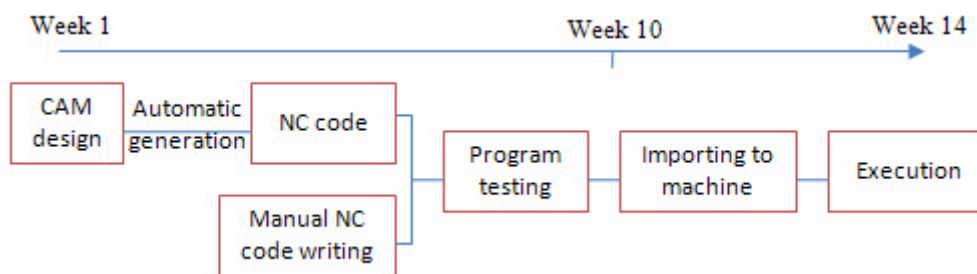 Week 1
Week 10
Week 14
CAM
design
Automatic
generation
NC code
Manual NC
code writing
Program
testing
Importing to
machine
Execution